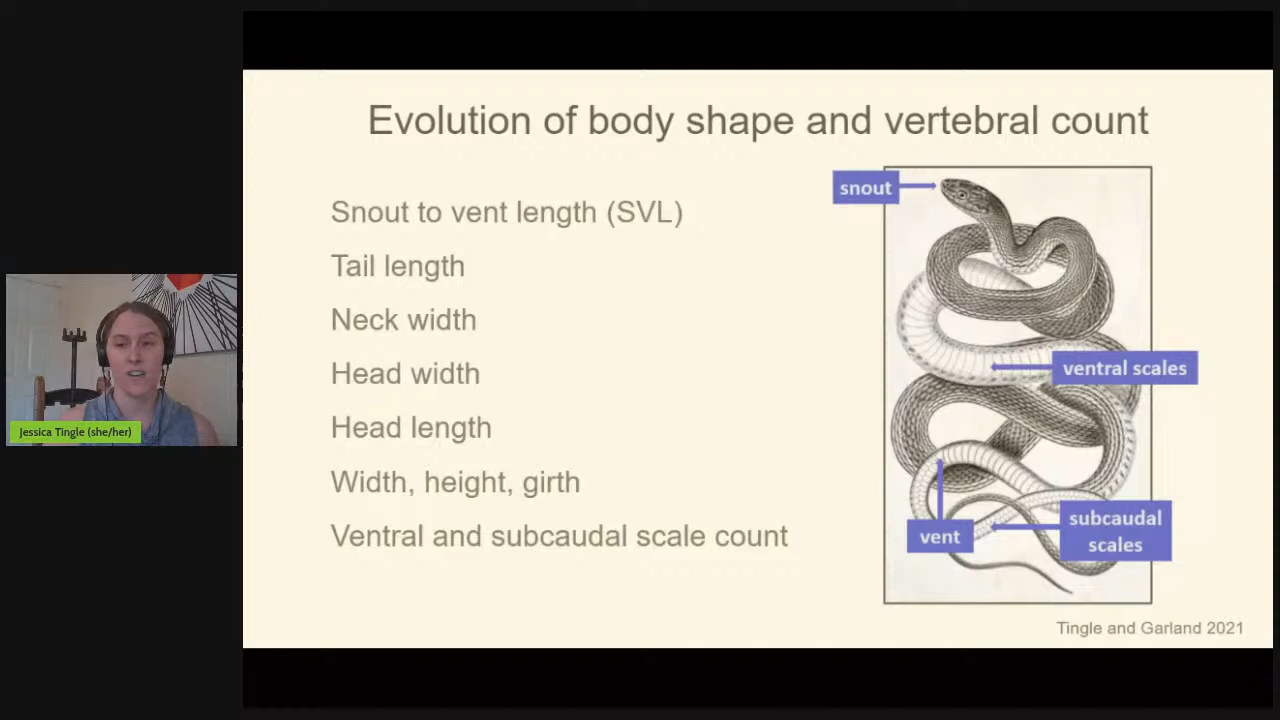 Evolution of body shape and vertebral count
Snout to vent length (SVL)
Tail length
Neck width
Head width
Head length
Width, height, girth
Ventral and subcaudal scale count
snout
ventral scales
vent
subcaudal
scales
Tingle and Garland 2021
Jessica Tingle (she/her)